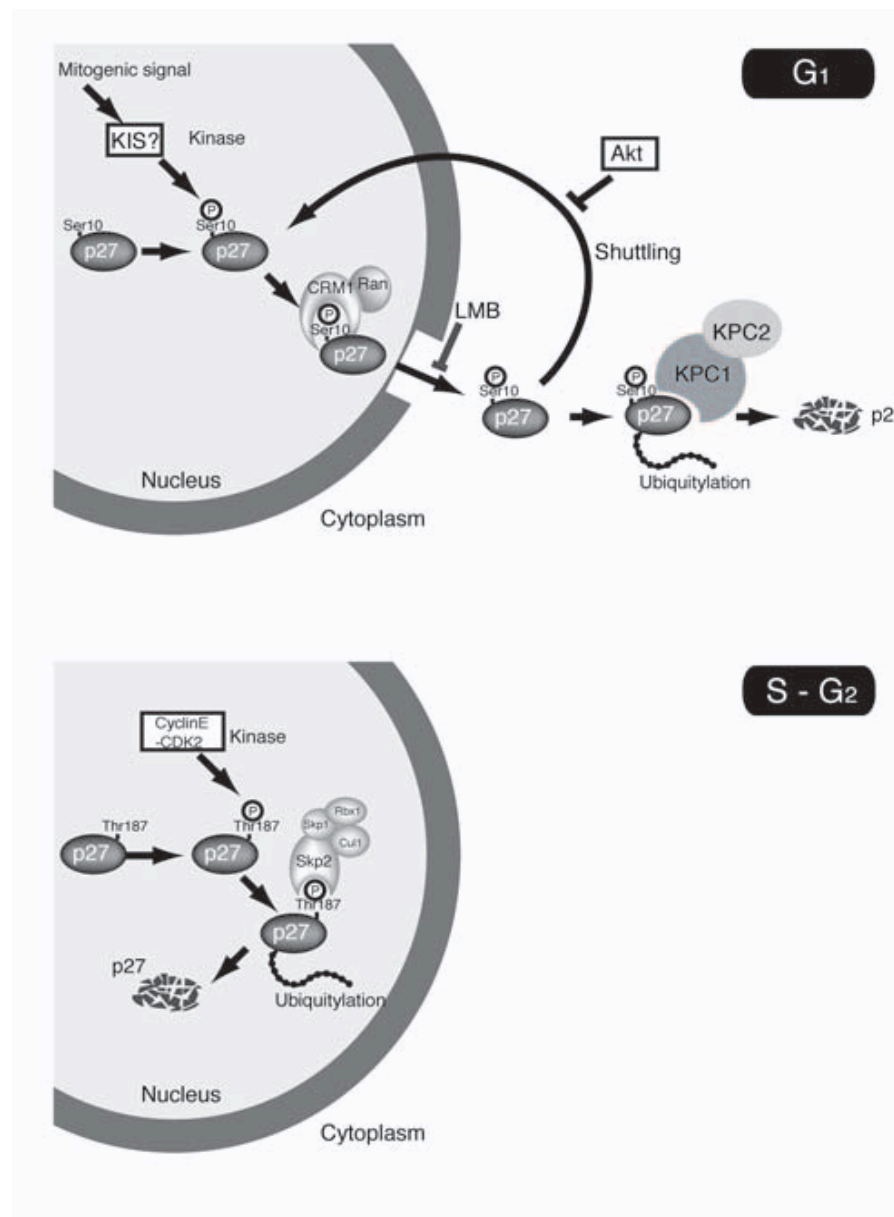 G1
Mitogenic signal
KIS?
Kinase
Akt
P
Ser10
Ser10
p27
p27
Shuttling
CRM1
Ran
P
Ser10
p27
LMB
KPC2
KPC1
P
Ser10
p27
P
Ser10
p27
p2
Ubiquitylation
Nucleus
Cytoplasm
S - G2
CyclinE
-CDK2
Kinase
P
Thr187
Thr187
p27
p27
Rbx1
Skp1
Cul1
Skp2
P
Thr187
p27
p27
Ubiquitylation
Nucleus
Cytoplasm